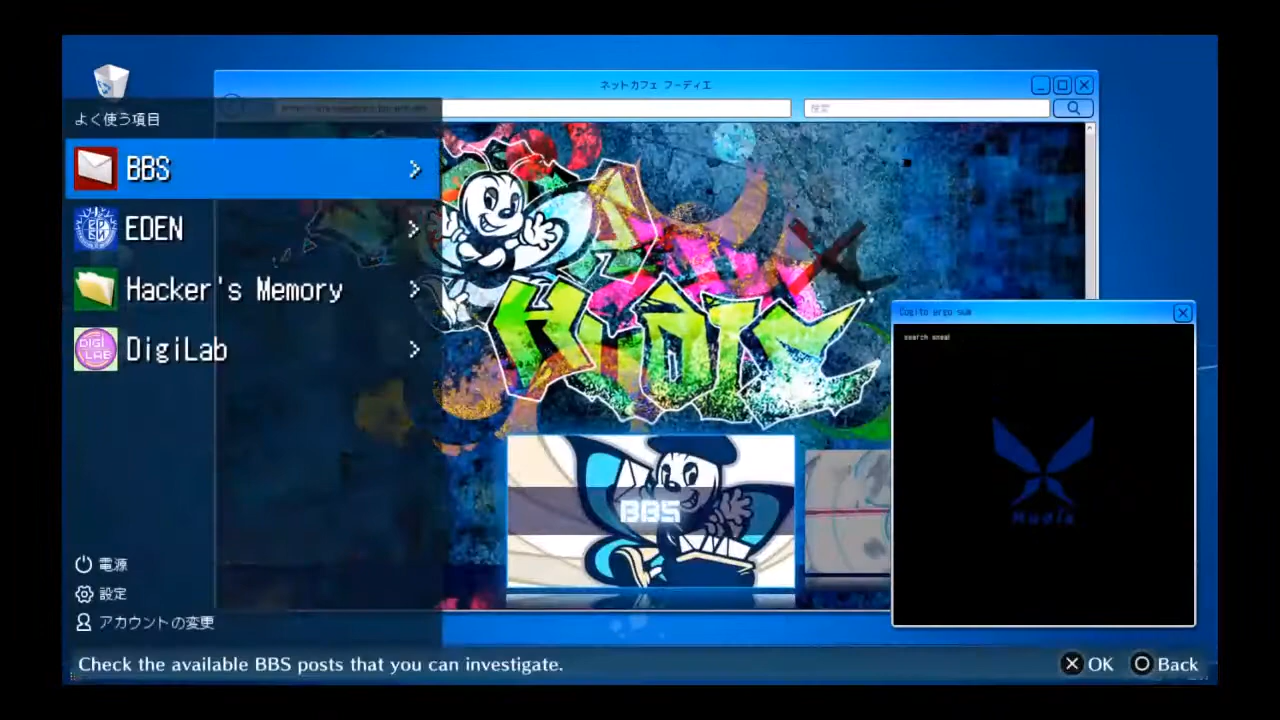 ネットカフェ フーディエ
検索
よく使う項目
BBS
EDEN
Hacker's Memory
DigiLab
DIGI
LAB
HUDIE
BBS
Cogito ergo sum
Hudie
電源
設定
アカウントの変更
Check the available BBS posts that you can investigate.
OK
Back